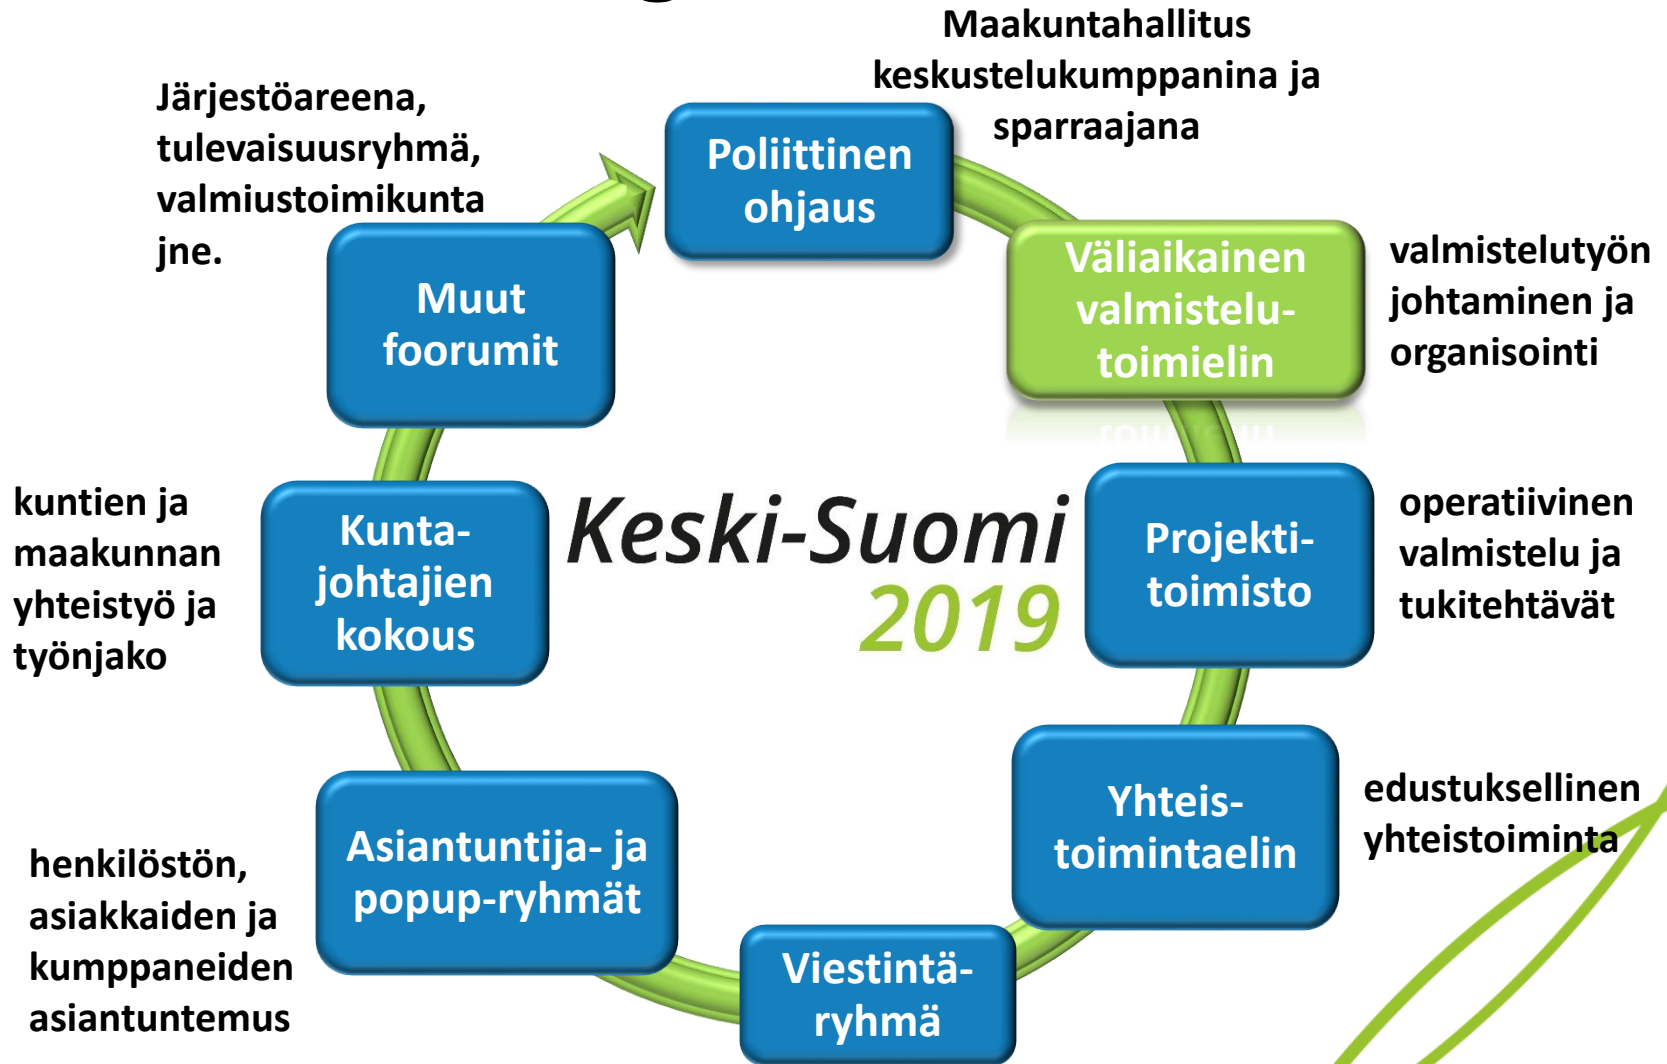 Maakuntahallitus
keskustelukumppanina ja
sparraajana
Järjestöareena,
tulevaisuusryhmä,
valmiustoimikunta
jne.
Poliittinen
ohjaus
Väliaikainen
valmistelu-
toimielin
valmistelutyön
johtaminen ja
organisointi
Muut
foorumit
Keski-Suomi
2019
Projekti-
toimisto
operatiivinen
valmistelu ja
tukitehtävät
kuntien ja
maakunnan
yhteistyö ja
työnjako
Kunta-
johtajien
kokous
Yhteis-
toimintaelin
edustuksellinen
yhteistoiminta
henkilöstön,
asiakkaiden ja
kumppaneiden
asiantuntemus
Asiantuntija- ja
popup-ryhmät
Viestintä-
ryhmä